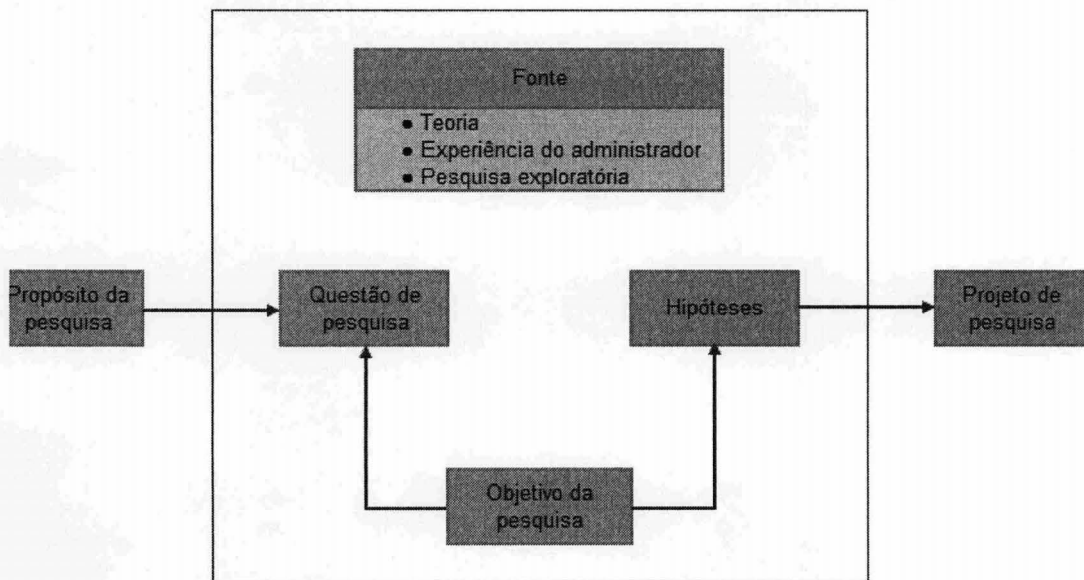 Fonte
• Teoria
• Experiência do administrador
• Pesquisa exploratória
Propósito da
pesquisa
Questão de
pesquisa
Hipóteses
Projeto de
pesquisa
Objetivo da
pesquisa